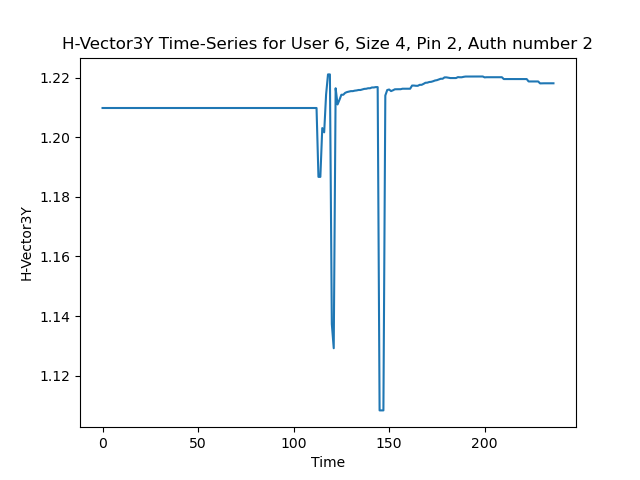 H-Vector3Y Time-Series for User 6, Size 4, Pin 2, Auth number 2
1.22
1.20
1.18
1.16
1.14
1.12
H-Vector3Y
0 50 100 150 200
Time